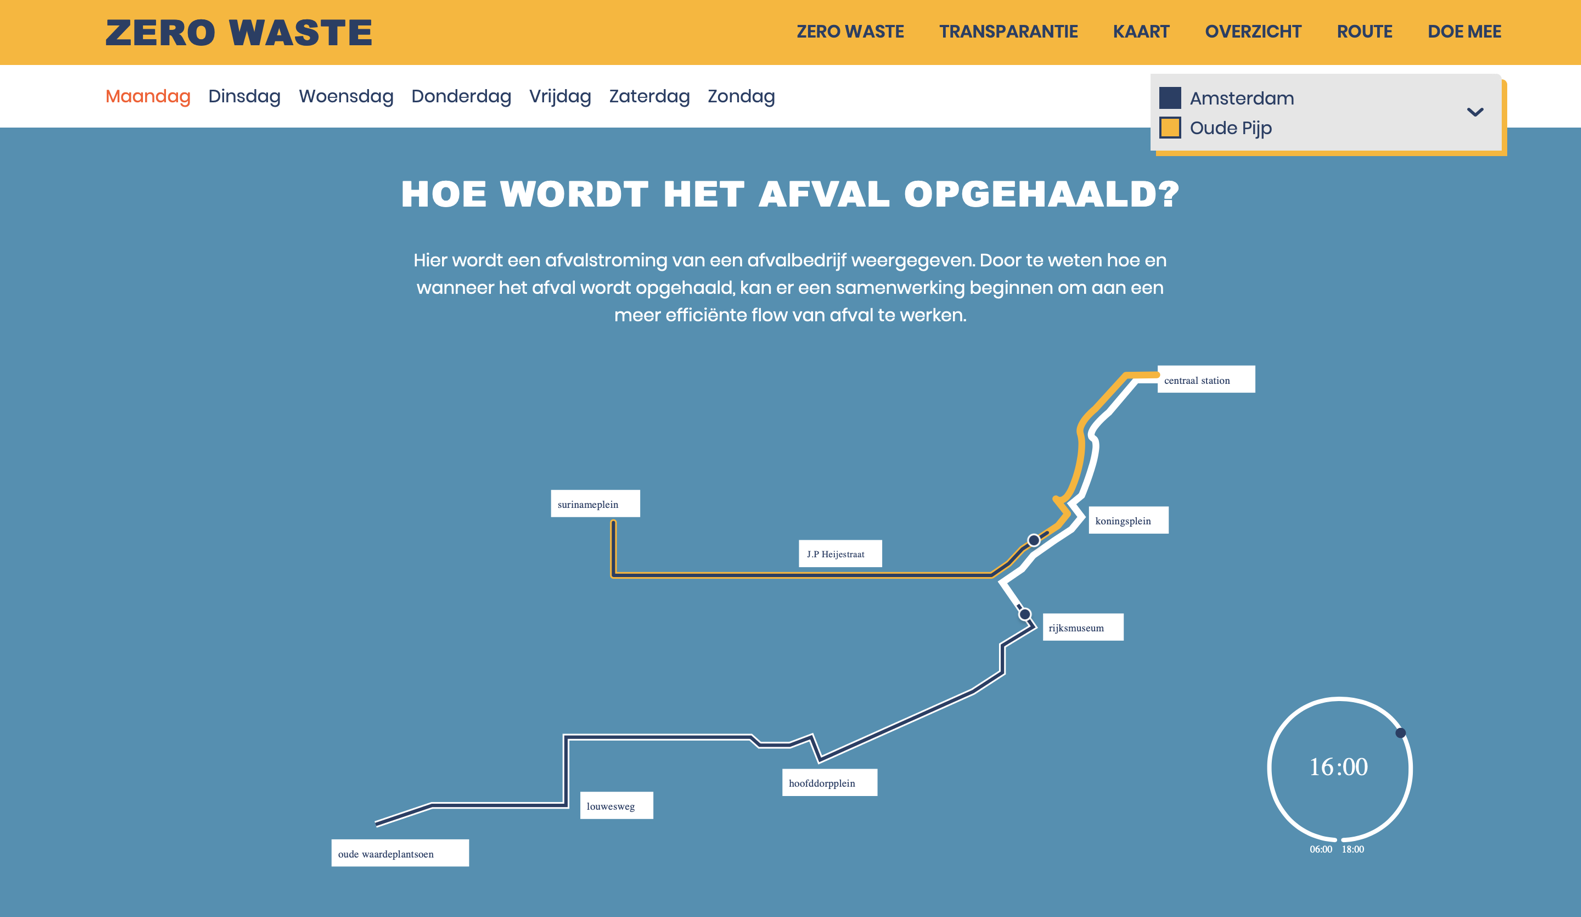 ZERO WASTE
ZERO WASTE TRANSPARANTIE KAART OVERZICHT ROUTE DOE MEE
Maandag Dinsdag Woensdag Donderdag Vrijdag Zaterdag Zondag
Amsterdam
Oude Pijp
HOE WORDT HET AFVAL OPGEHAALD?
Hier wordt een afvalstroming van een afvalbedrijf weergegeven. Door te weten hoe en
wanneer het afval wordt opgehaald, kan er een samenwerking beginnen om aan een
meer efficiënte flow van afval te werken.
centraal station
surinameplein
koningsplein
J.P Heijestraat
rijksmuseum
16:00
hoofddorpplein
louwesweg
06:00 18:00
oude waardeplantsoen